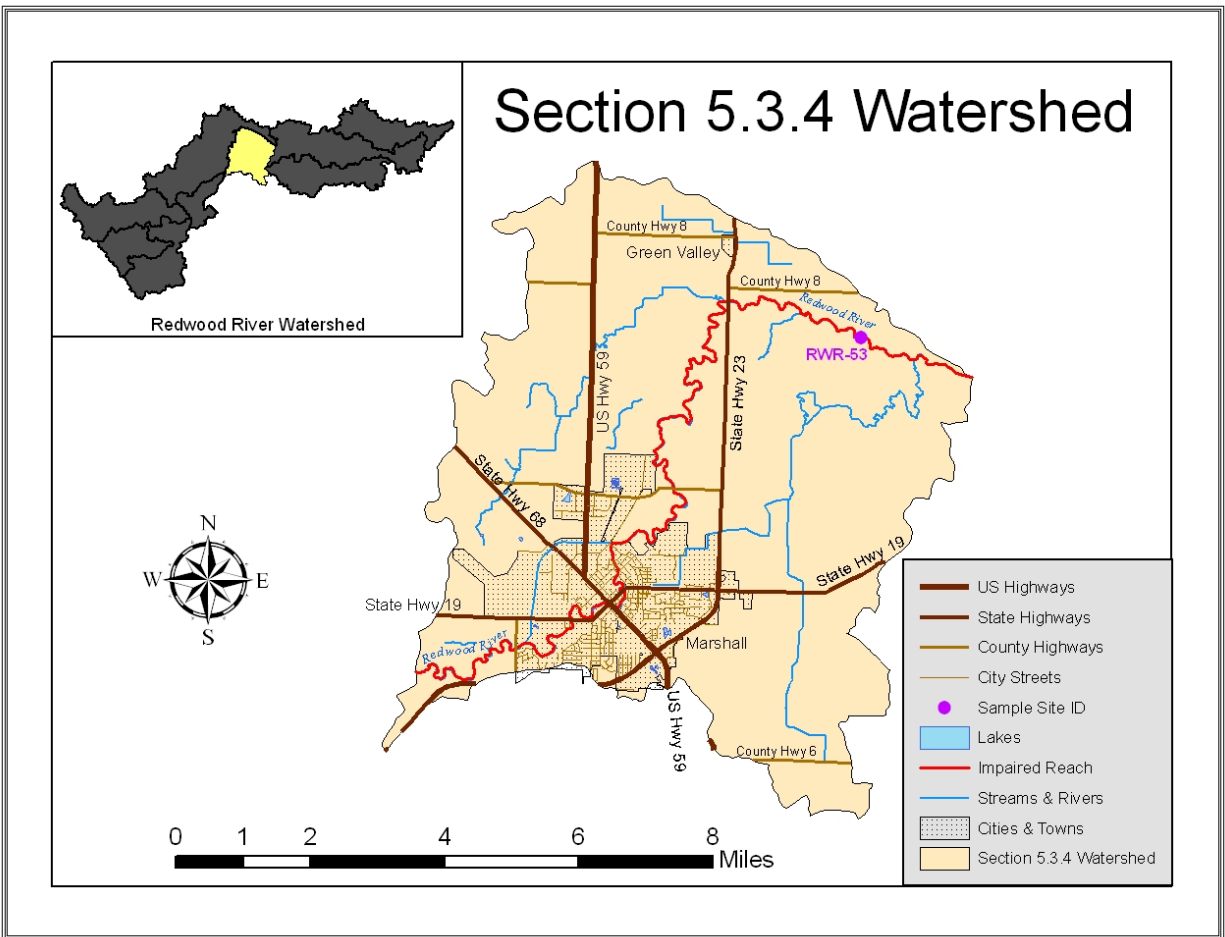 Section 5.3.4 Watershed
Redwood River Watershed
County Hwy 8
Green Valley
County Hwy 8
Redwood River
RWR-53
US Hwy 59
State Hwy 23
State Hwy 68
N
W
E
S
State Hwy 19
State Hwy 19
Redwood River
Marshall
US Hwy 59
County Hwy 6
0 1 2 4 6 8
Miles
US Highways
State Highways
County Highways
City Streets
Sample Site ID
Lakes
Impaired Reach
Streams & Rivers
Cities & Towns
Section 5.3.4 Watershed